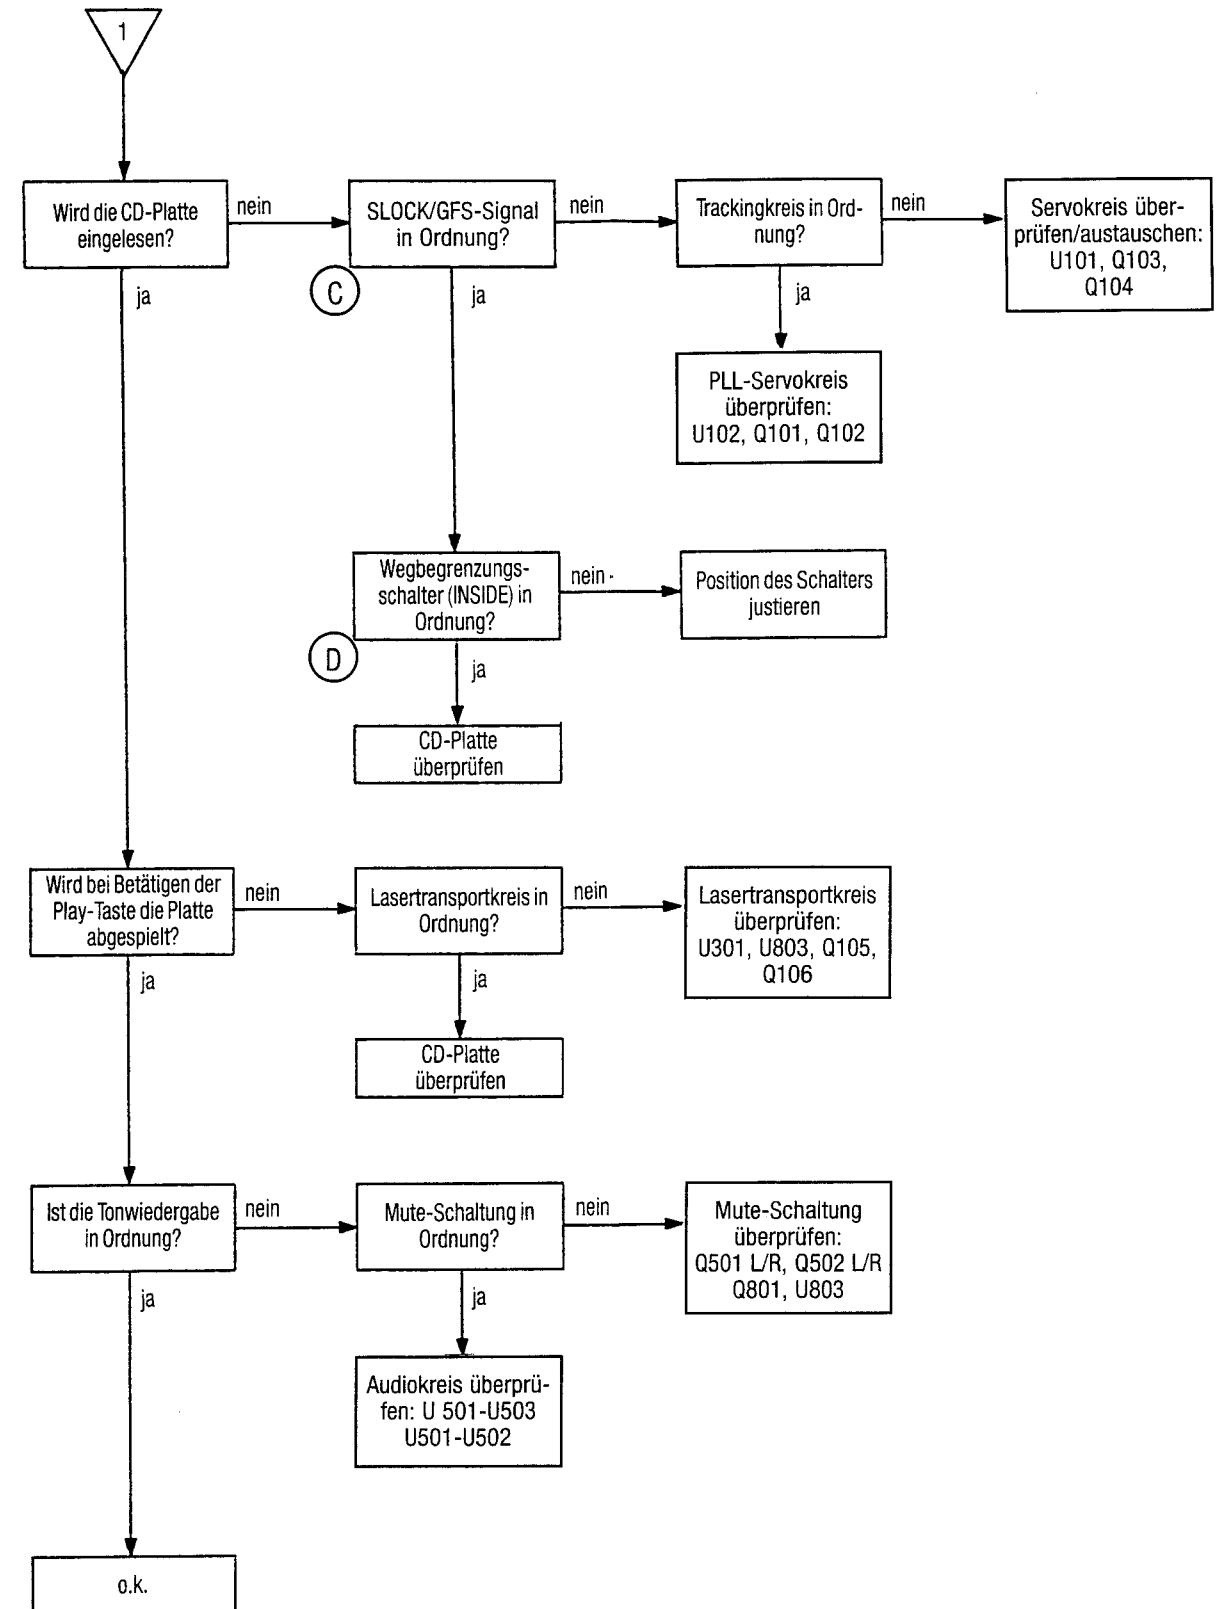 1
Wird die CD-Platte
eingelesen?
nein
SLOCK/GFS-Signal
in Ordnung?
nein
Trackingkreis in Ord-
nung?
nein
Servokreis über-
prüfen/austauschen:
U101, Q103,
Q104
ja
C
ja
ja
PLL-Servokreis
überprüfen:
U102, Q101, Q102
Wegbegrenzungs-
schalter (INSIDE) in
Ordnung?
nein
Position des Schalters
justieren
D
ja
CD-Platte
überprüfen
Wird bei Betätigen der
Play-Taste die Platte
abgespielt?
nein
Lasertransportkreis in
Ordnung?
nein
Lasertransportkreis
überprüfen:
U301, U803, Q105,
Q106
ja
ja
CD-Platte
überprüfen
Ist die Tonwiedergabe
in Ordnung?
nein
Mute-Schaltung in
Ordnung?
nein
Mute-Schaltung
überprüfen:
Q501 L/R, Q502 L/R
Q801, U803
ja
ja
Audiokreis überprü-
fen: U 501-U503
U501-U502
o.k.